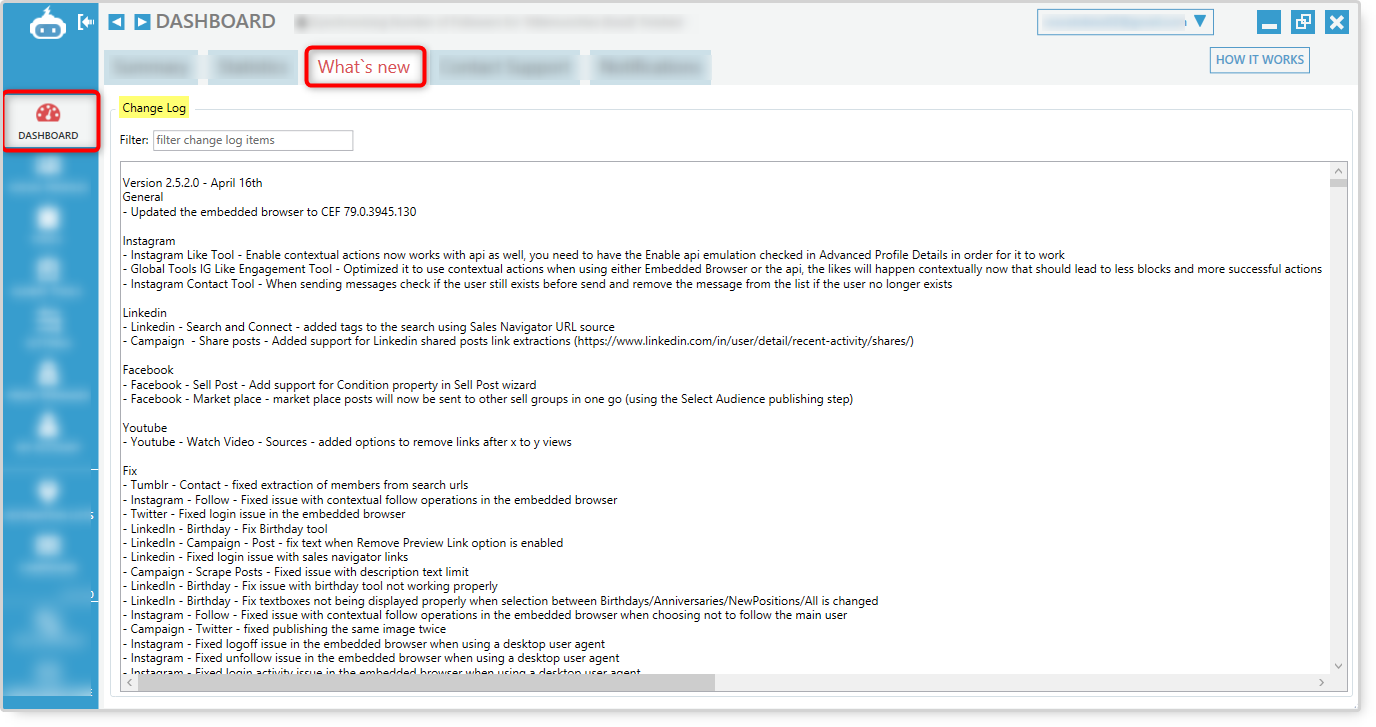 DASHBOARD
What`s new
HOW IT WORKS
DASHBOARD
Change Log
Filter: filter change log items
Version 2.5.2.0 - April 16th
General
- Updated the embedded browser to CEF 79.0.3945.130
Instagram
- Instagram Like Tool - Enable contextual actions now works with api as well, you need to have the Enable api emulation checked in Advanced Profile Details in order for it to work
- Global Tools IG Like Engagement Tool - Optimized it to use contextual actions when using either Embedded Browser or the api, the likes will happen contextually now that should lead to less blocks and more successful actions
- Instagram Contact Tool - When sending messages check if the user still exists before send and remove the message from the list if the user no longer exists
Linkedin
- Linkedin - Search and Connect - added tags to the search using Sales Navigator URL source
- Campaign  - Share posts - Added support for Linkedin shared posts link extractions (https://www.linkedin.com/in/user/detail/recent-activity/shares/)
Facebook
- Facebook - Sell Post - Add support for Condition property in Sell Post wizard
- Facebook - Market place - market place posts will now be sent to other sell groups in one go (using the Select Audience publishing step)
Youtube
- Youtube - Watch Video - Sources - added options to remove links after x to y views
Fix
- Tumblr - Contact - fixed extraction of members from search urls
- Instagram - Follow - Fixed issue with contextual follow operations in the embedded browser
- Twitter - Fixed login issue in the embedded browser
- LinkedIn - Birthday - Fix Birthday tool
- LinkedIn - Campaign - Post - fix text when Remove Preview Link option is enabled
- Linkedin - Fixed login issue with sales navigator links
- Campaign - Scrape Posts - Fixed issue with description text limit
- LinkedIn - Birthday - Fix issue with birthday tool not working properly
- LinkedIn - Birthday - Fix textboxes not being displayed properly when selection between Birthdays/Anniversaries/NewPositions/All is changed
- Instagram - Follow - Fixed issue with contextual follow operations in the embedded browser when choosing not to follow the main user
- Campaign - Twitter - fixed publishing the same image twice
- Instagram - Fixed logoff issue in the embedded browser when using a desktop user agent
- Instagram - Fixed unfollow issue in the embedded browser when using a desktop user agent
- Instagram - Fixed login activity issue in the embedded browser when using a desktop user agent